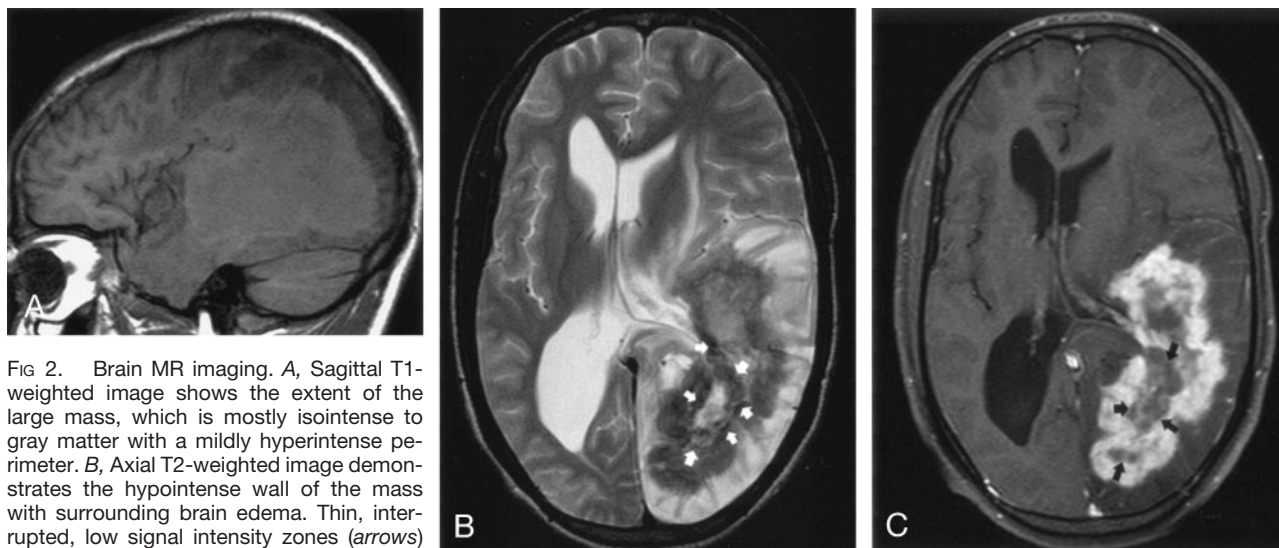 A
FIG 2. Brain MR imaging. A, Sagittal T1-
weighted image shows the extent of the
large mass, which is mostly isointense to
gray matter with a mildly hyperintense pe-
rimeter. B, Axial T2-weighted image demon-
strates the hypointense wall of the mass
with surrounding brain edema. Thin, inter-
rupted, low signal intensity zones (arrows)
B
C